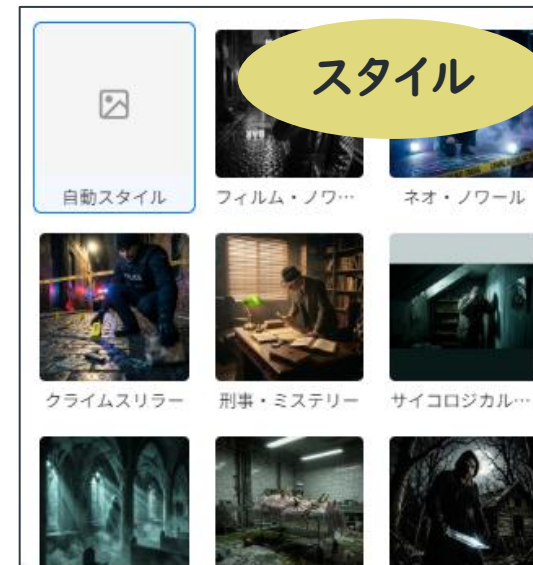 スタイル
自動スタイル
フィルム・ノワ…
ネオ・ノワール
クライムスリラー
刑事・ミステリー
サイコロジカル…